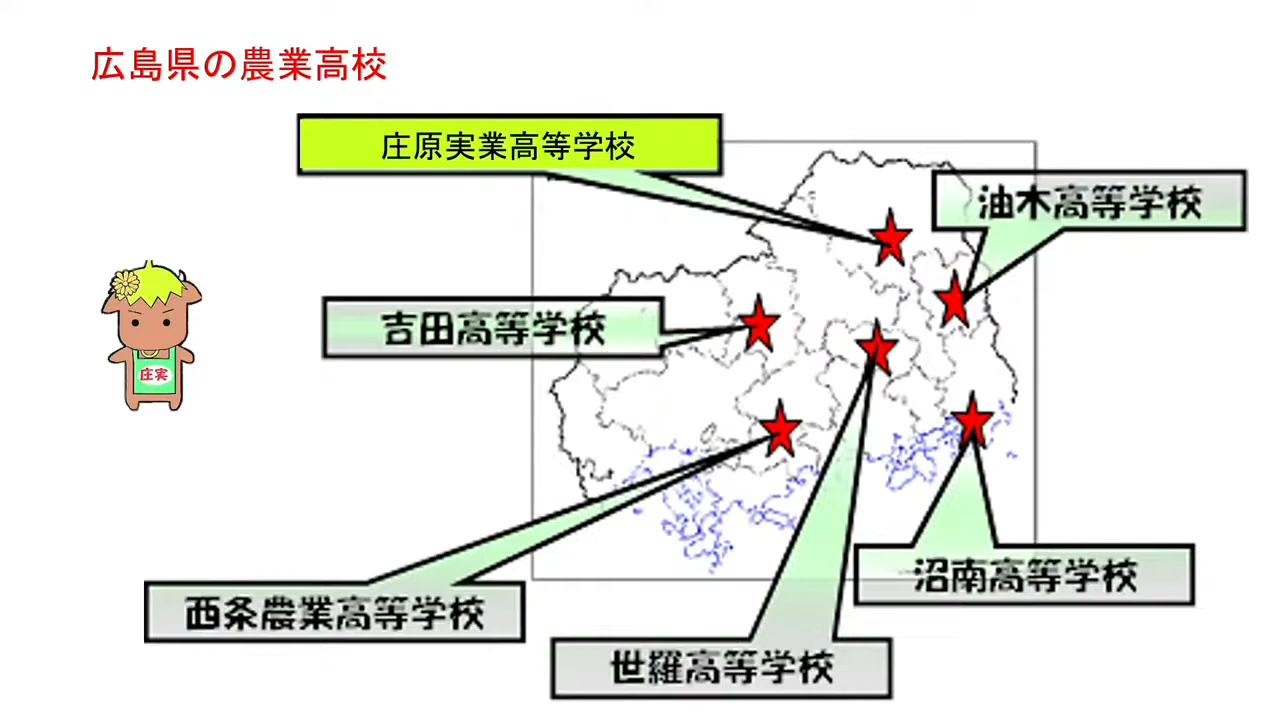 広島県の農業高校
庄原実業高等学校
油木高等学校
吉田高等学校
庄実
沼南高等学校
西条農業高等学校
世羅高等学校